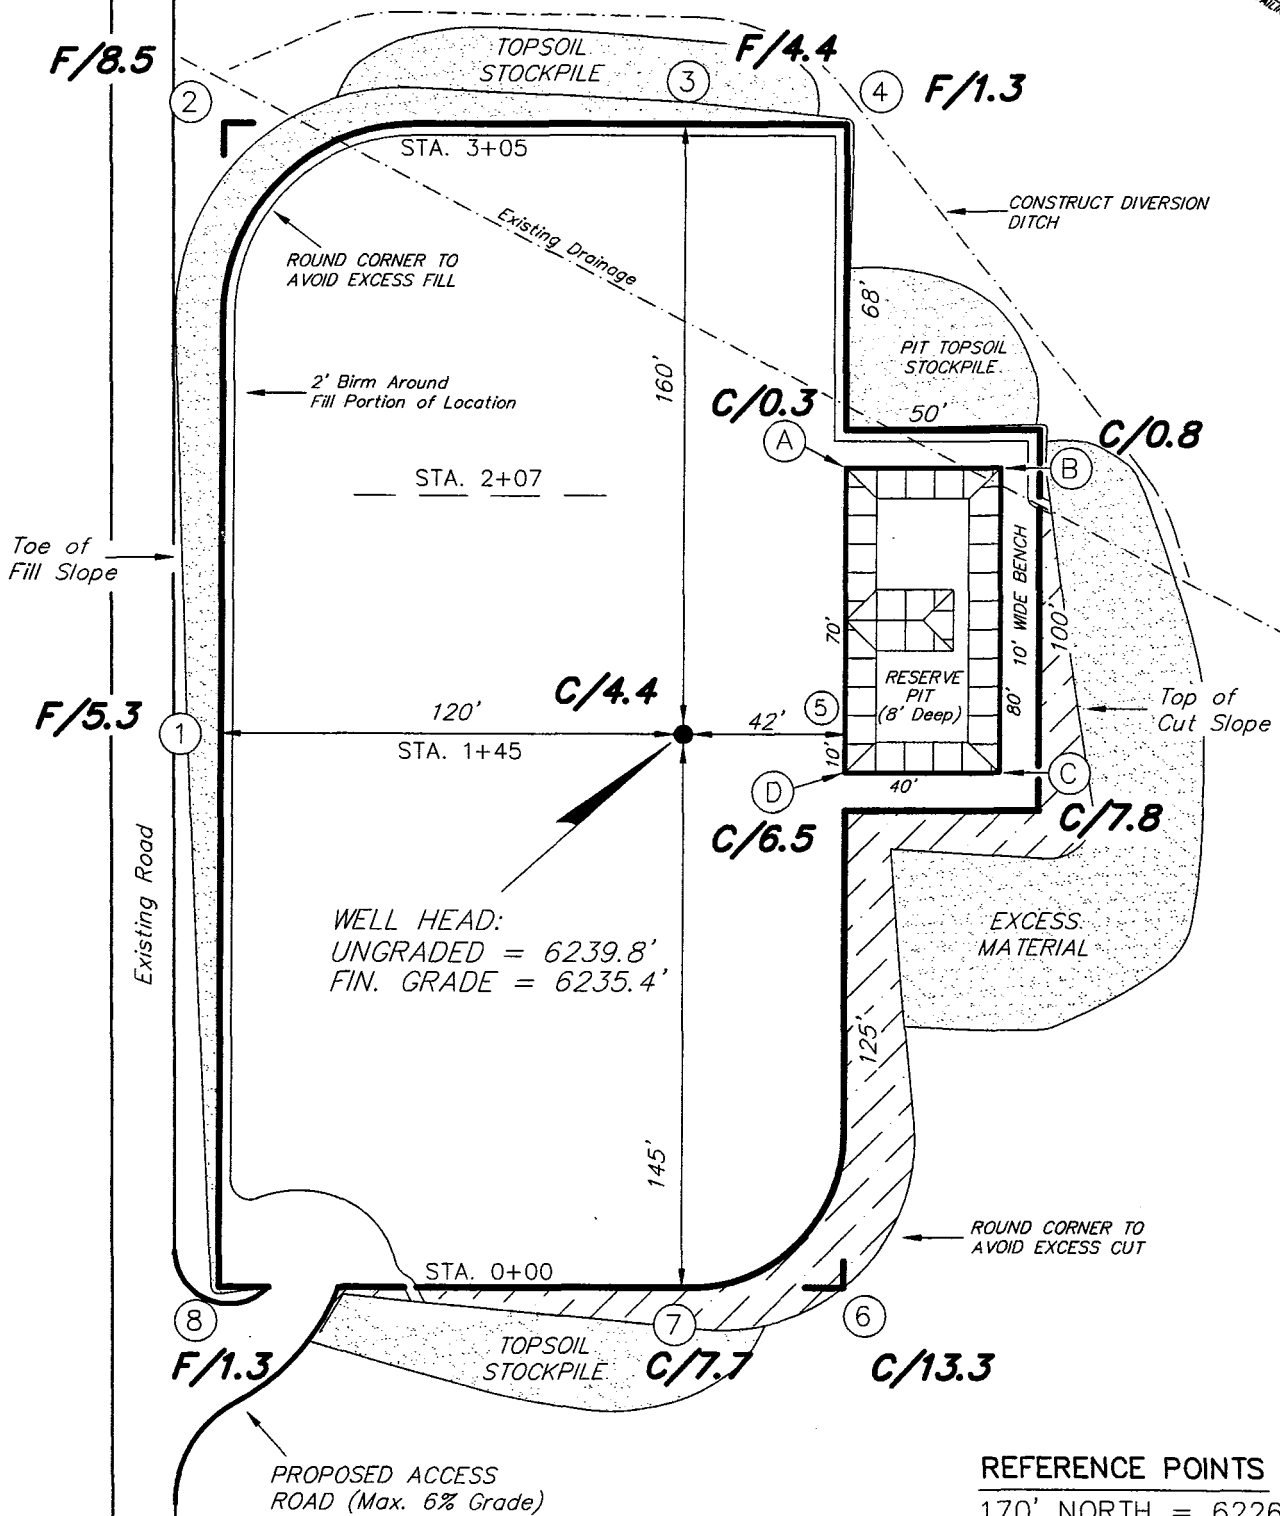 F/8.5
TOPSOIL
STOCKPILE
F/4.4
2
3
4
F/1.3
STA. 3+05
CONSTRUCT DIVERSION
DITCH
Existing Drainage
ROUND CORNER TO
AVOID EXCESS FILL
68'
PIT TOPSOIL
STOCKPILE
160'
2' Birm Around
Fill Portion of Location
C/0.3
50'
C/0.8
A
B
STA. 2+07
Toe of
Fill Slope
10' WIDE BENCH
100'
70'
RESERVE
PIT
(8' Deep)
80'
C/4.4
F/5.3
1
120'
STA. 1+45
42'
5
Top of
Cut Slope
10'
D
40'
C
C/6.5
C/7.8
Existing Road
WELL HEAD:
UNGRADED = 6239.8'
FIN. GRADE = 6235.4'
EXCESS
MATERIAL
125'
145'
ROUND CORNER TO
AVOID EXCESS CUT
STA. 0+00
8
7
6
F/1.3
TOPSOIL
STOCKPILE
C/7.7
C/13.3
PROPOSED ACCESS
ROAD (Max. 6% Grade)
REFERENCE POINTS
170' NORTH = 6226